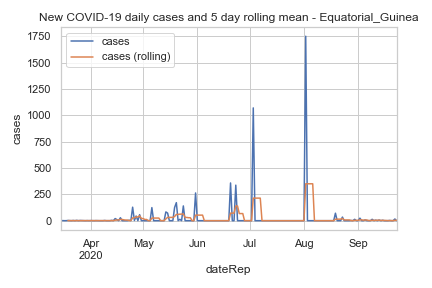 New COVID-19 daily cases and 5 day rolling mean - Equatorial_Guinea
cases
cases (rolling)
1750
1500
1250
1000
750
500
250
0
cases
Apr
2020
May
Jun
Jul
Aug
Sep
dateRep